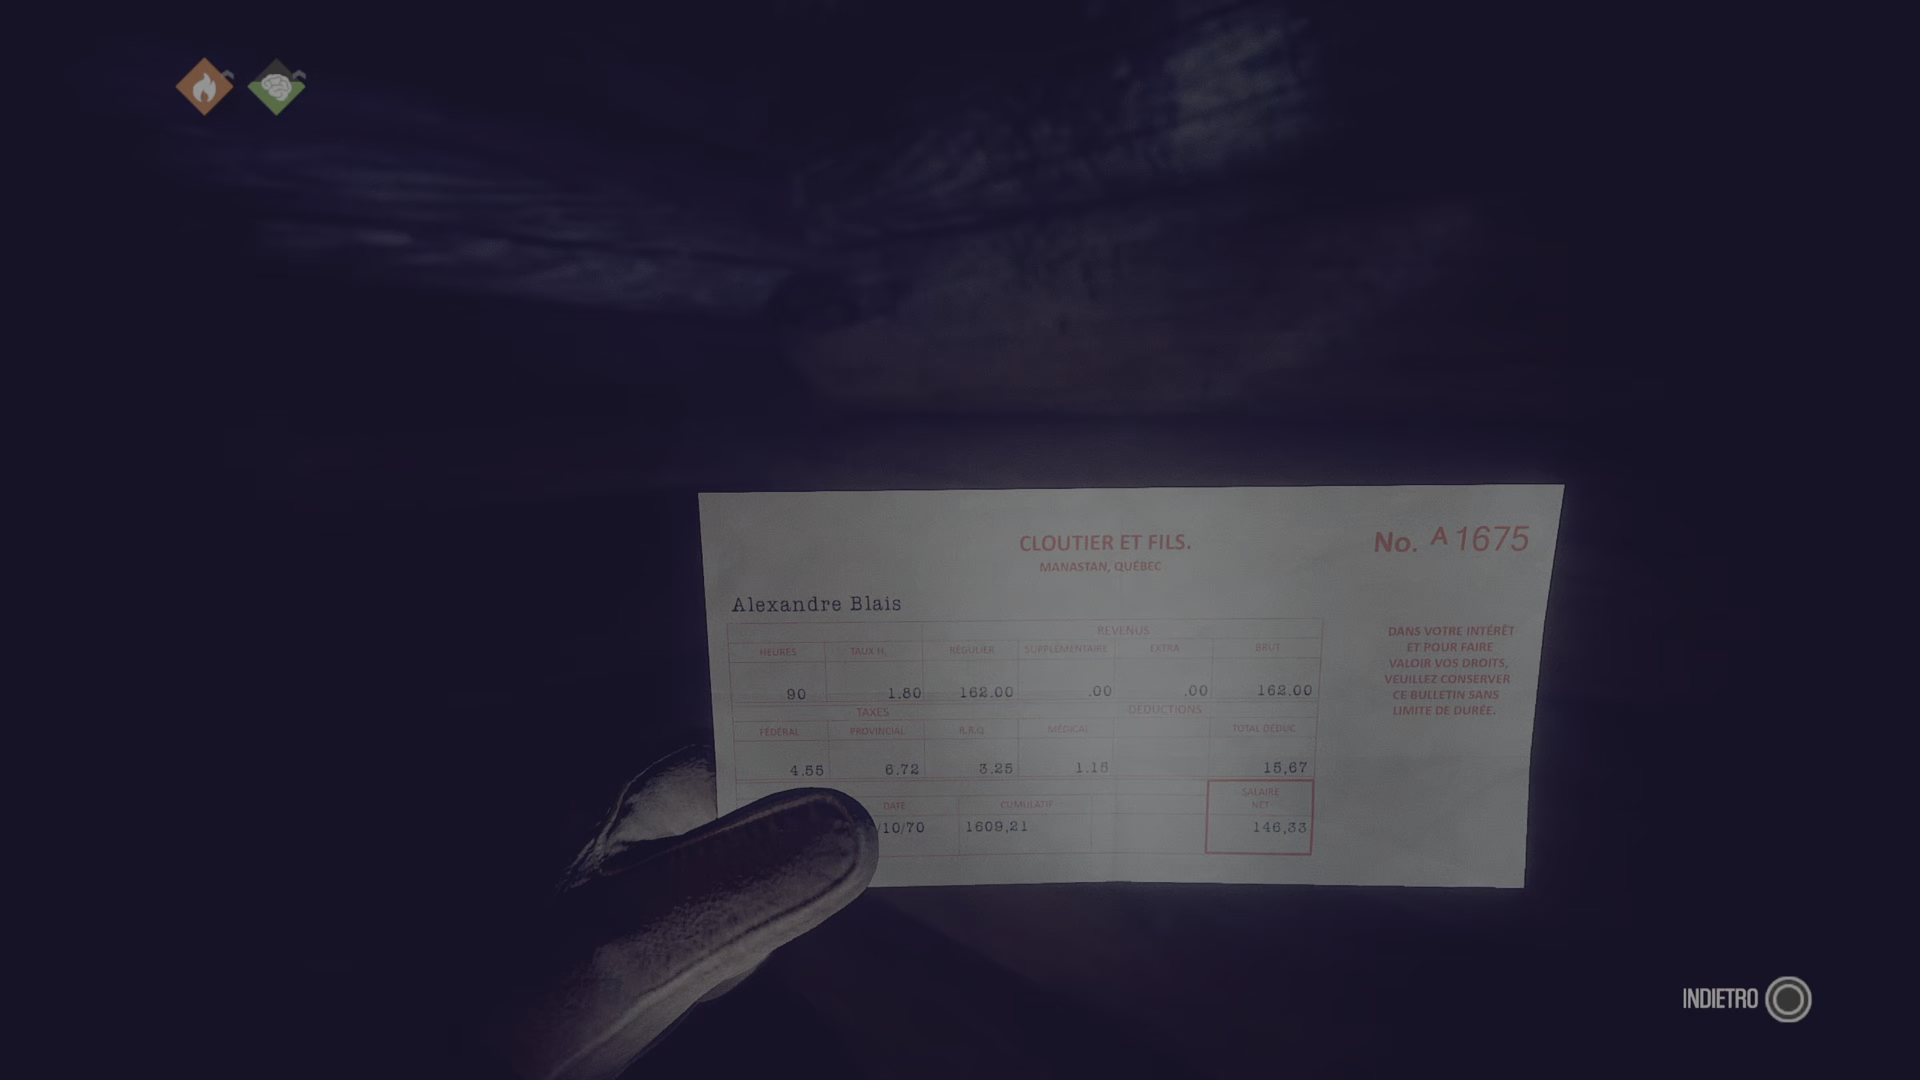 CLOUTIER ET FILS.
No. A 1675
MANASTAN, QUÉBEC
Alexandre Blais
REVENUS
HEURES TAUX H. RÉGULIER SUPPLÉMENTAIRE EXTRA BRUT
90 1.80 162.00 .00 .00 162.00
TAXES DÉDUCTIONS
FÉDÉRAL PROVINCIAL R.R.Q. MÉDICAL TOTAL DÉDUC.
4.55 6.72 3.25 1.15 15,67
SALAIRE
NET
DATE CUMULATIF
/10/70 1609,21 146,33
DANS VOTRE INTÉRÊT
ET POUR FAIRE
VALOIR VOS DROITS,
VEUILLEZ CONSERVER
CE BULLETIN SANS
LIMITE DE DURÉE.
INDIETRO